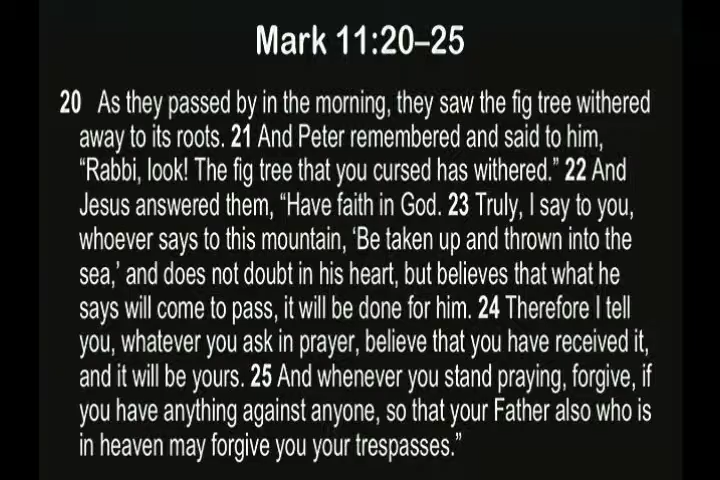 Mark 11:20–25
20 As they passed by in the morning, they saw the fig tree withered
away to its roots. 21 And Peter remembered and said to him,
“Rabbi, look! The fig tree that you cursed has withered.” 22 And
Jesus answered them, “Have faith in God. 23 Truly, I say to you,
whoever says to this mountain, ‘Be taken up and thrown into the
sea,’ and does not doubt in his heart, but believes that what he
says will come to pass, it will be done for him. 24 Therefore I tell
you, whatever you ask in prayer, believe that you have received it,
and it will be yours. 25 And whenever you stand praying, forgive, if
you have anything against anyone, so that your Father also who is
in heaven may forgive you your trespasses.”